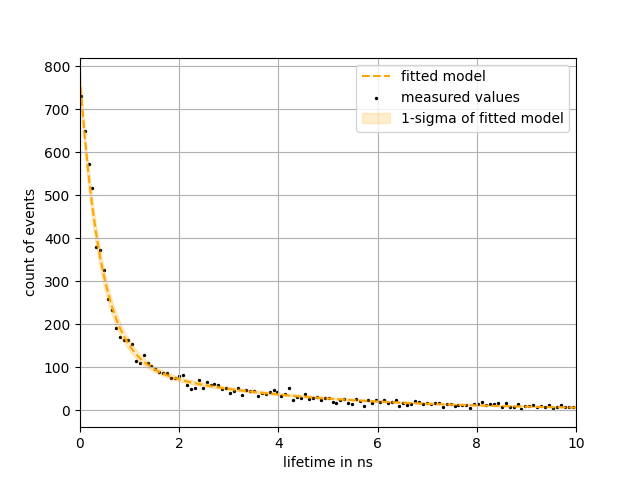 800
700
600
500
400
300
200
100
0
count of events
fitted model
measured values
1-sigma of fitted model
0 2 4 6 8 10
lifetime in ns